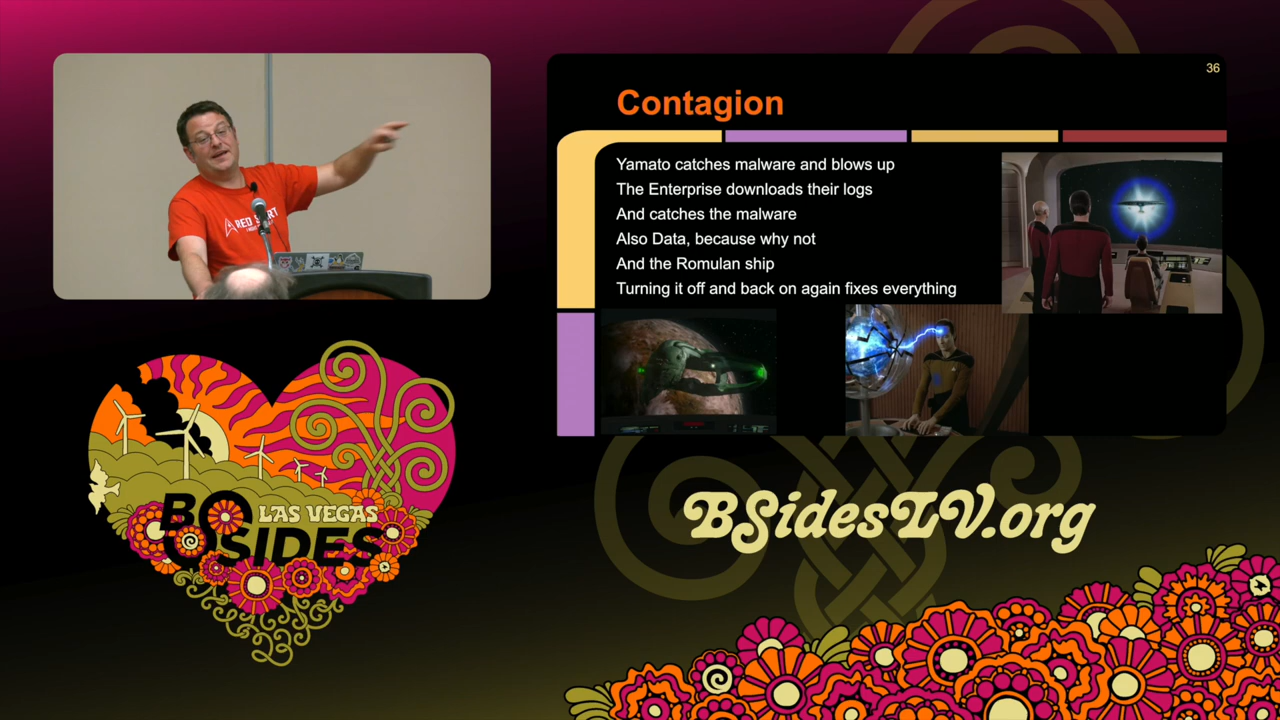 36
Contagion
Yamato catches malware and blows up
The Enterprise downloads their logs
And catches the malware
Also Data, because why not
And the Romulan ship
Turning it off and back on again fixes everything
RED
LAS VEGAS
BSIDES
BSidesLV.org